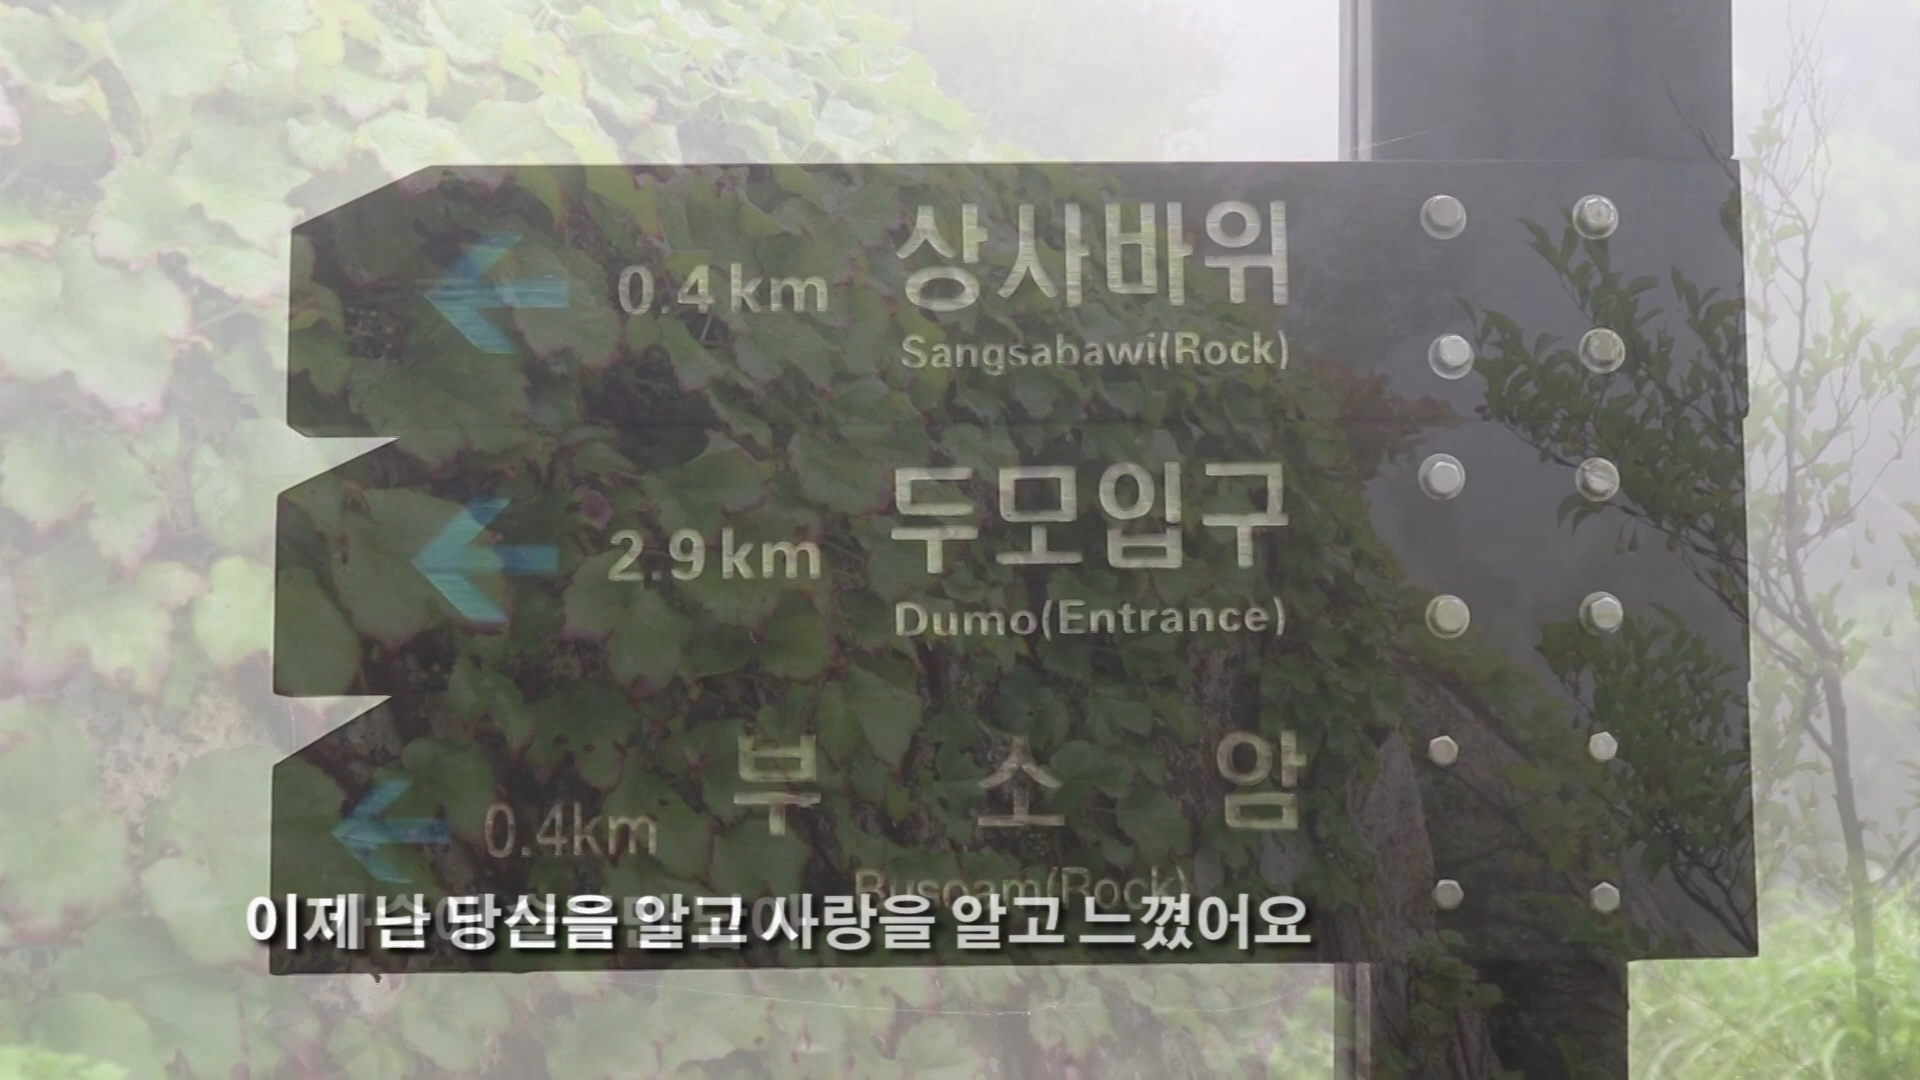 0.4km 상사바위
Sangsabawi(Rock)
2.9km 두모입구
Dumo(Entrance)
0.4km 부 소 암
Busoam(Rock)
이제 난 당신을 알고 사랑을 알고 느꼈어요